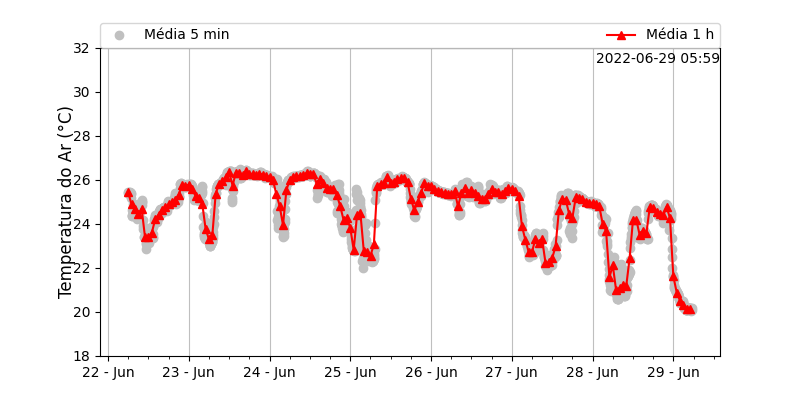 Média 5 min
Média 1 h
2022-06-29 05:59
Temperatura do Ar (°C)
32
30
28
26
24
22
20
18
22 - Jun
23 - Jun
24 - Jun
25 - Jun
26 - Jun
27 - Jun
28 - Jun
29 - Jun